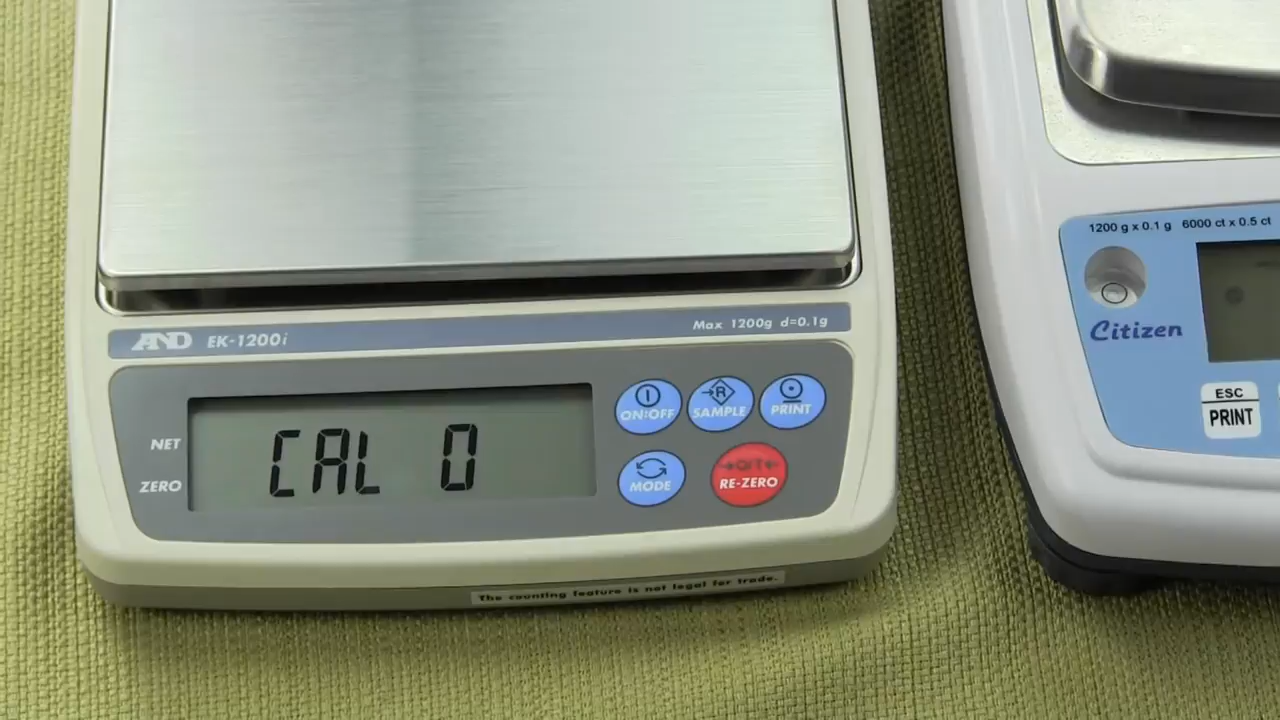 AND EK-1200i
Max 1200g d=0.1g
NET
ZERO
CAL 0
ON:OFF
SAMPLE
PRINT
MODE
→O/T←
RE-ZERO
The counting feature is not legal for trade.
1200 g x 0.1 g 6000 ct x 0.5 ct
Citizen
ESC
PRINT